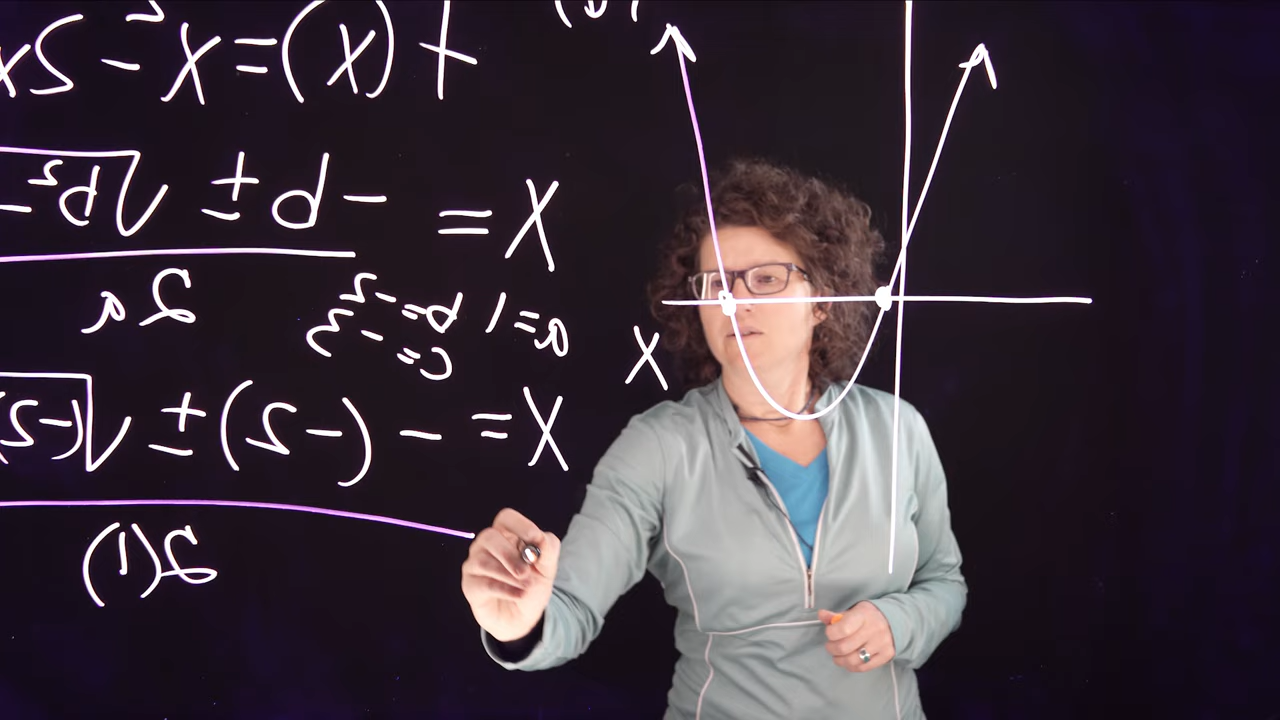 f(x)=x²-2x
x = -b ± √b² -
2a
a=1 b=-2
c=-3
x
x = -(-2) ± √(-2)
2(1)